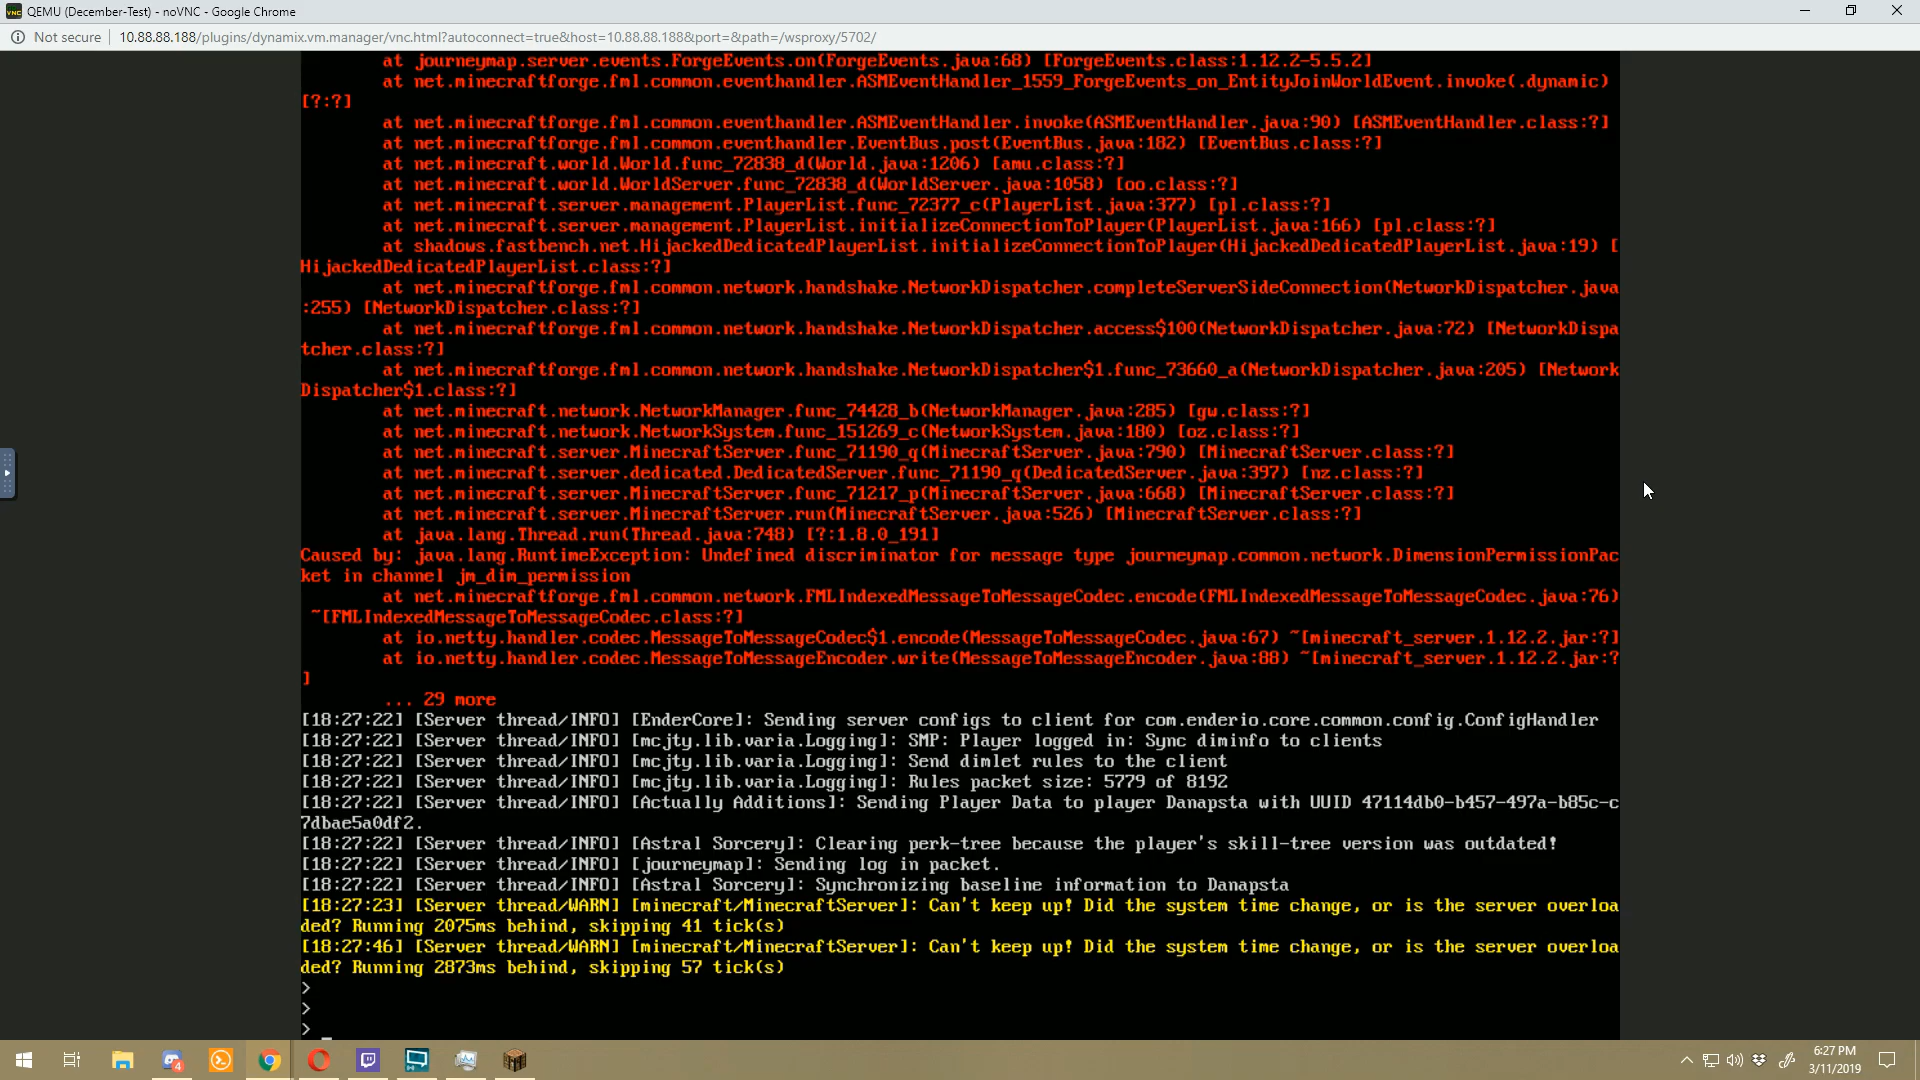 QEMU (December-Test) - noVNC - Google Chrome
Not secure | 10.88.88.188/plugins/dynamix.vm.manager/vnc.html?autoconnect=true&host=10.88.88.188&port=&path=/wsproxy/5702/
at journeymap.server.events.ForgeEvents.on(ForgeEvents.java:68) [ForgeEvents.class:1.12.2-5.5.2]
at net.minecraftforge.fml.common.eventhandler.ASMEventHandler_1559_ForgeEvents_on_EntityJoinWorldEvent.invoke(.dynamic)
[?:?]
at net.minecraftforge.fml.common.eventhandler.ASMEventHandler.invoke(ASMEventHandler.java:90) [ASMEventHandler.class:?]
at net.minecraftforge.fml.common.eventhandler.EventBus.post(EventBus.java:182) [EventBus.class:?]
at net.minecraft.world.World.func_72838_d(World.java:1206) [amu.class:?]
at net.minecraft.world.WorldServer.func_72838_d(WorldServer.java:1058) [oo.class:?]
at net.minecraft.server.management.PlayerList.func_72377_c(PlayerList.java:377) [pl.class:?]
at net.minecraft.server.management.PlayerList.initializeConnectionToPlayer(PlayerList.java:166) [pl.class:?]
at shadows.fastbench.net.HijackedDedicatedPlayerList.initializeConnectionToPlayer(HijackedDedicatedPlayerList.java:19) [
HijackedDedicatedPlayerList.class:?]
at net.minecraftforge.fml.common.network.handshake.NetworkDispatcher.completeServerSideConnection(NetworkDispatcher.java
:255) [NetworkDispatcher.class:?]
at net.minecraftforge.fml.common.network.handshake.NetworkDispatcher.access$100(NetworkDispatcher.java:72) [NetworkDispa
tcher.class:?]
at net.minecraftforge.fml.common.network.handshake.NetworkDispatcher$1.func_73660_a(NetworkDispatcher.java:205) [Network
Dispatcher$1.class:?]
at net.minecraft.network.NetworkManager.func_74428_b(NetworkManager.java:285) [gw.class:?]
at net.minecraft.network.NetworkSystem.func_151269_c(NetworkSystem.java:180) [oz.class:?]
at net.minecraft.server.MinecraftServer.func_71190_q(MinecraftServer.java:790) [MinecraftServer.class:?]
at net.minecraft.server.dedicated.DedicatedServer.func_71190_q(DedicatedServer.java:397) [nz.class:?]
at net.minecraft.server.MinecraftServer.func_71217_p(MinecraftServer.java:668) [MinecraftServer.class:?]
at net.minecraft.server.MinecraftServer.run(MinecraftServer.java:526) [MinecraftServer.class:?]
at java.lang.Thread.run(Thread.java:748) [?:1.8.0_191]
Caused by: java.lang.RuntimeException: Undefined discriminator for message type journeymap.common.network.DimensionPermissionPac
ket in channel jm_dim_permission
at net.minecraftforge.fml.common.network.FMLIndexedMessageToMessageCodec.encode(FMLIndexedMessageToMessageCodec.java:76)
~[FMLIndexedMessageToMessageCodec.class:?]
at io.netty.handler.codec.MessageToMessageCodec$1.encode(MessageToMessageCodec.java:67) ~[minecraft_server.1.12.2.jar:?]
at io.netty.handler.codec.MessageToMessageEncoder.write(MessageToMessageEncoder.java:88) ~[minecraft_server.1.12.2.jar:?
]
... 29 more
[18:27:22] [Server thread/INFO] [EnderCore]: Sending server configs to client for com.enderio.core.common.config.ConfigHandler
[18:27:22] [Server thread/INFO] [mcjty.lib.varia.Logging]: SMP: Player logged in: Sync diminfo to clients
[18:27:22] [Server thread/INFO] [mcjty.lib.varia.Logging]: Send dimlet rules to the client
[18:27:22] [Server thread/INFO] [mcjty.lib.varia.Logging]: Rules packet size: 5779 of 8192
[18:27:22] [Server thread/INFO] [Actually Additions]: Sending Player Data to player Danapsta with UUID 47114db0-b457-497a-b85c-c
7dbae5a0df2.
[18:27:22] [Server thread/INFO] [Astral Sorcery]: Clearing perk-tree because the player's skill-tree version was outdated!
[18:27:22] [Server thread/INFO] [journeymap]: Sending log in packet.
[18:27:22] [Server thread/INFO] [Astral Sorcery]: Synchronizing baseline information to Danapsta
[18:27:23] [Server thread/WARN] [minecraft/MinecraftServer]: Can't keep up! Did the system time change, or is the server overloa
ded? Running 2075ms behind, skipping 41 tick(s)
[18:27:46] [Server thread/WARN] [minecraft/MinecraftServer]: Can't keep up! Did the system time change, or is the server overloa
ded? Running 2873ms behind, skipping 57 tick(s)
>
>
> _
4
6:27 PM
3/11/2019